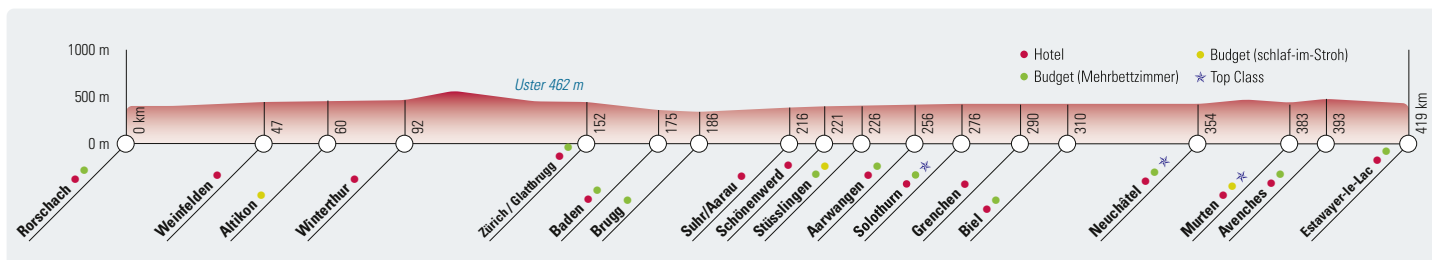 1000 m
500 m
0 m
Uster 462 m
Hotel
Budget (Mehrbettzimmer)
Budget (schlaf-im-Stroh)
Top Class
0 km
47
60
92
152
175
186
216
221
226
256
276
290
310
354
383
393
419 km
Rorschach
Weinfelden
Altikon
Winterthur
Zürich / Glattbrugg
Baden
Brugg
Suhr/Aarau
Schönenwerd
Stüsslingen
Aarwangen
Solothurn
Grenchen
Biel
Neuchâtel
Murten
Avenches
Estavayer-le-Lac